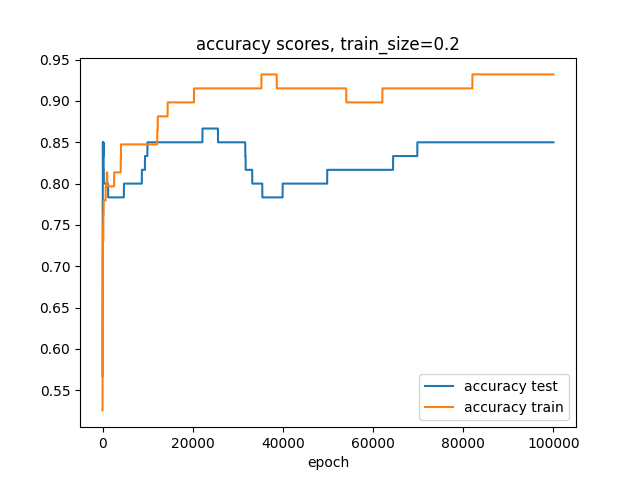 accuracy scores, train_size=0.2
0.95
0.90
0.85
0.80
0.75
0.70
0.65
0.60
0.55
accuracy test
accuracy train
0 20000 40000 60000 80000 100000
epoch